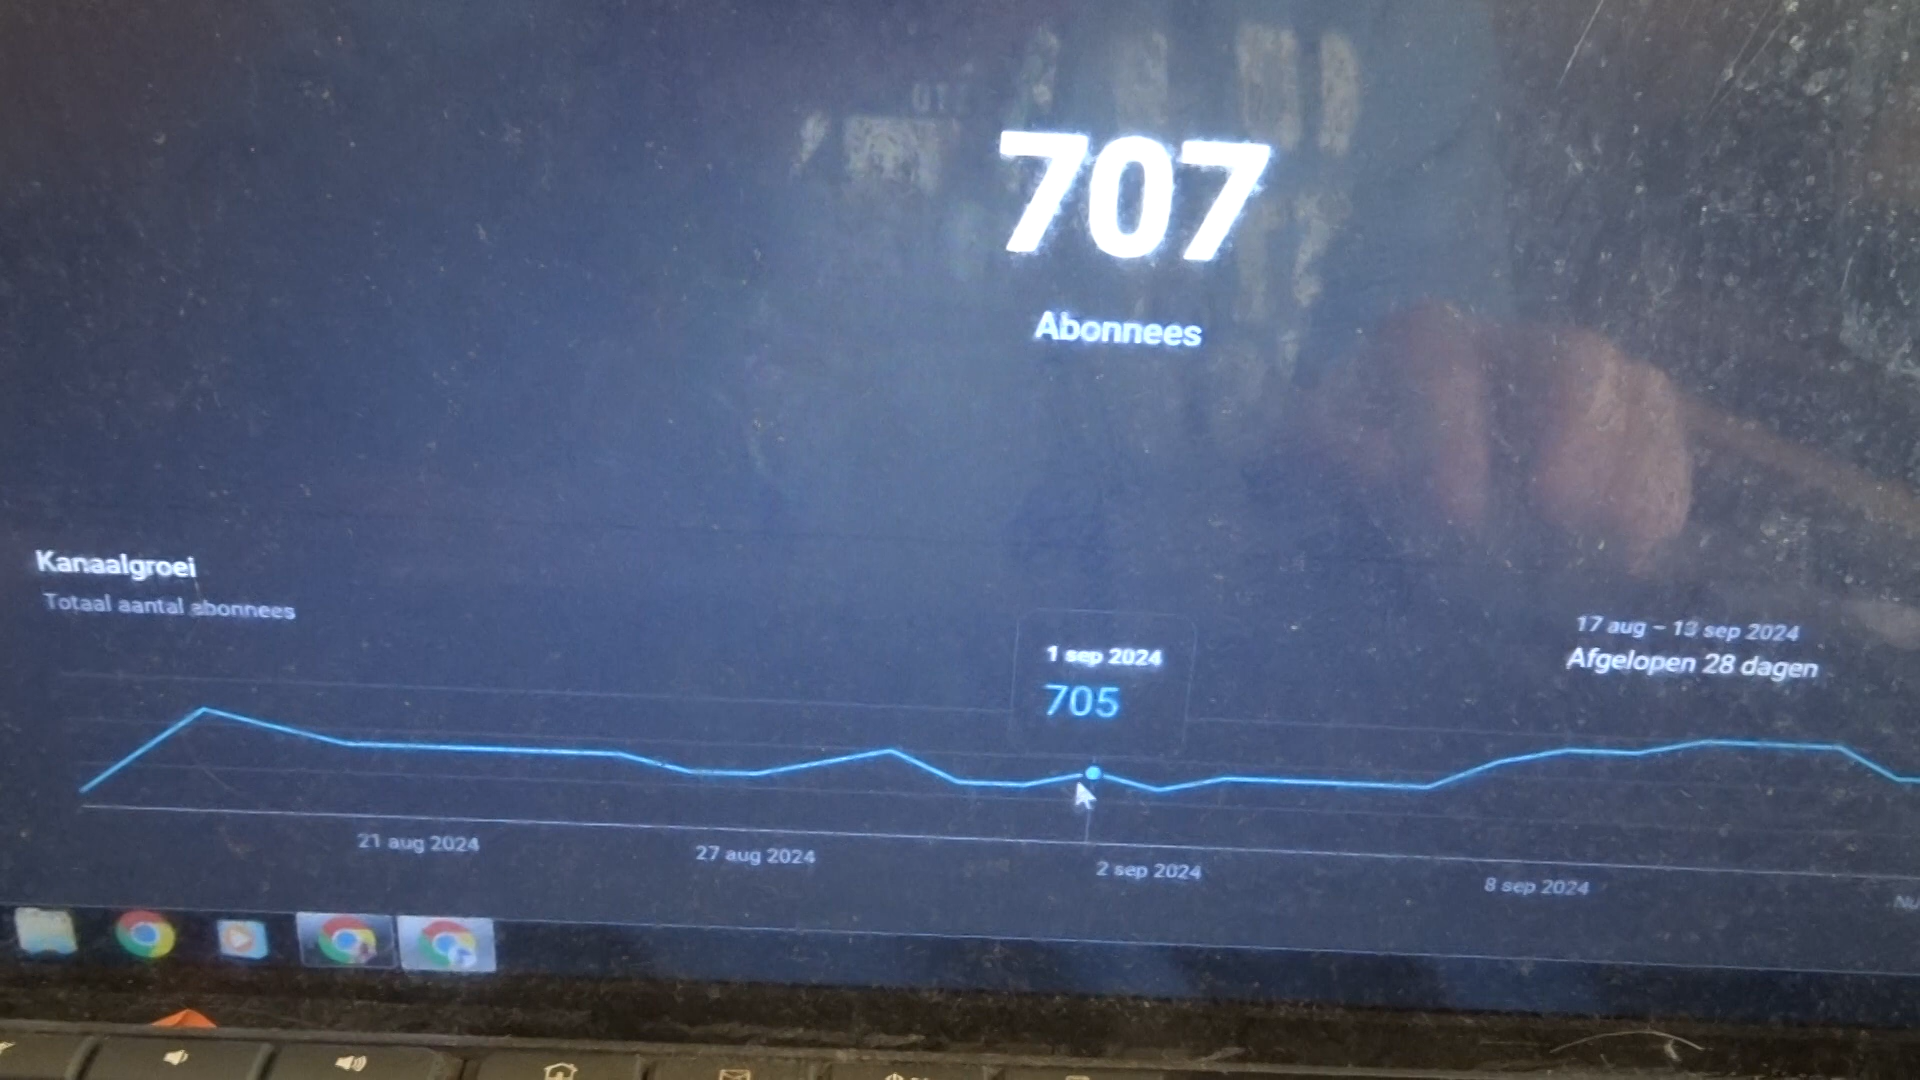 707
Abonnees
Kanaalgroei
Totaal aantal abonnees
1 sep 2024
705
17 aug – 13 sep 2024
Afgelopen 28 dagen
21 aug 2024
27 aug 2024
2 sep 2024
8 sep 2024
Nu